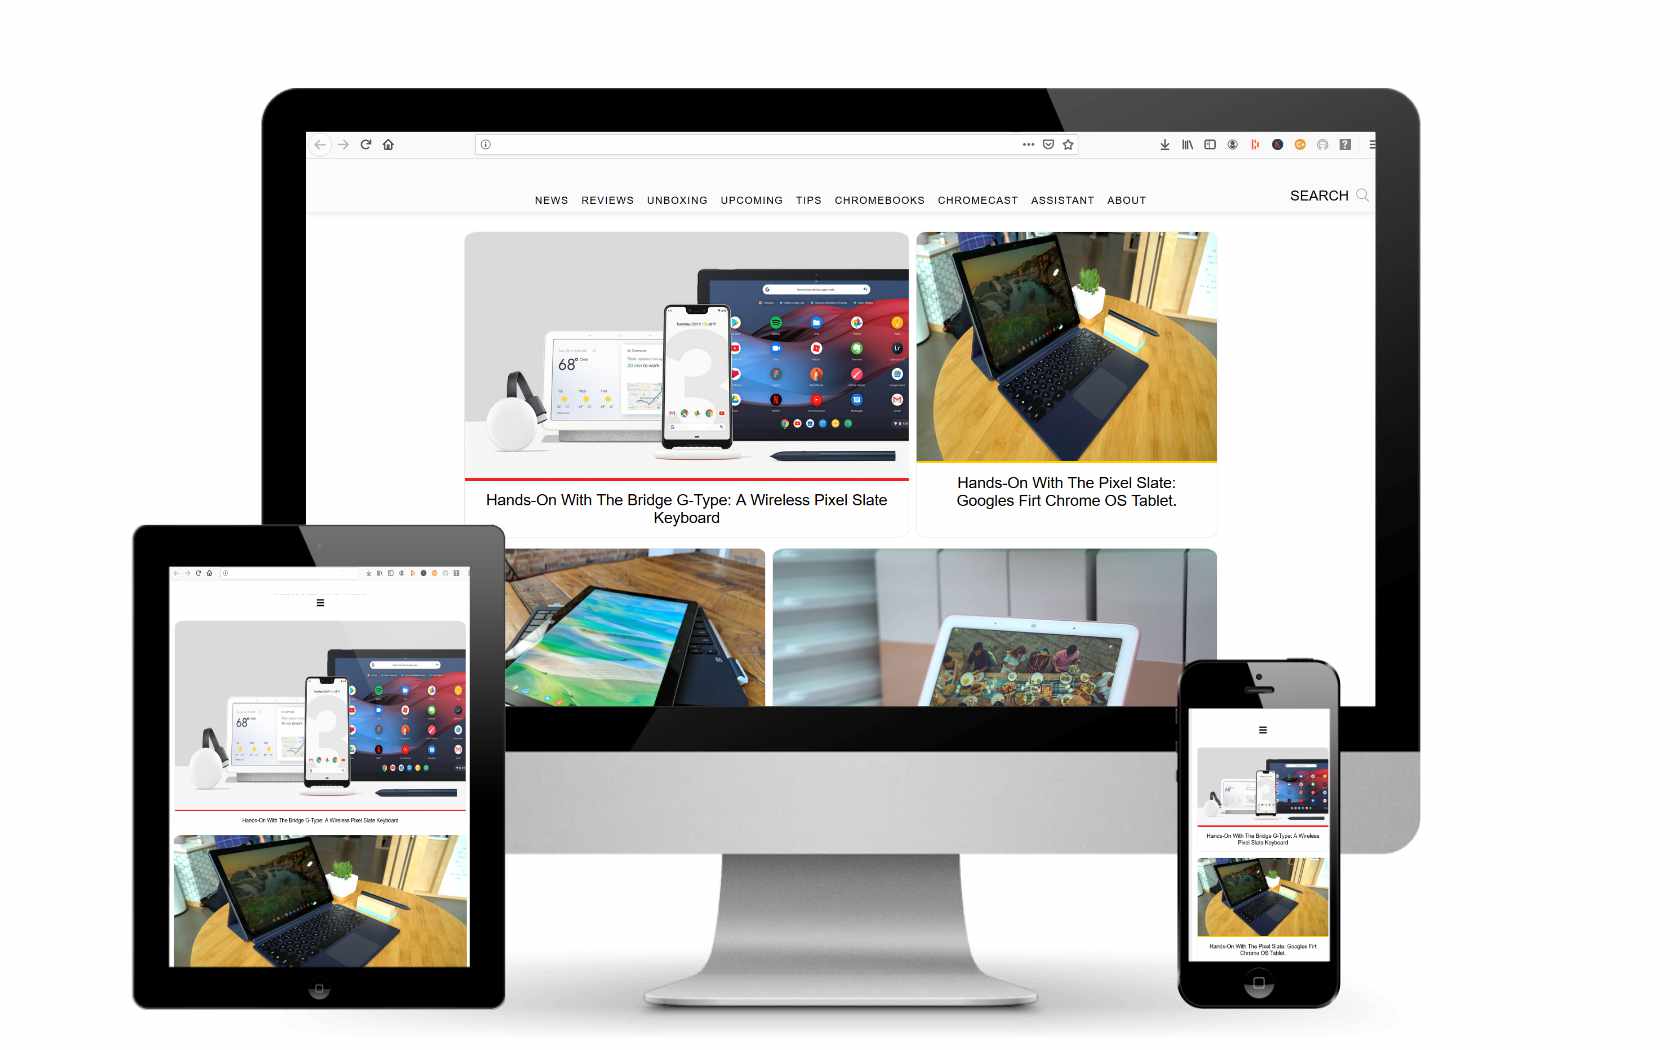 NEWS REVIEWS UNBOXING UPCOMING TIPS CHROMEBOOKS CHROMECAST ASSISTANT ABOUT
SEARCH
68°
3
Hands-On With The Bridge G-Type: A Wireless Pixel Slate
Keyboard
Hands-On With The Pixel Slate:
Googles Firt Chrome OS Tablet.
68°
3
Hands-On With The Bridge G-Type: A Wireless Pixel Slate Keyboard
Hands-On With The Bridge G-Type: A Wireless
Pixel Slate Keyboard
Hands-On With The Pixel Slate: Googles Firt
Chrome OS Tablet.